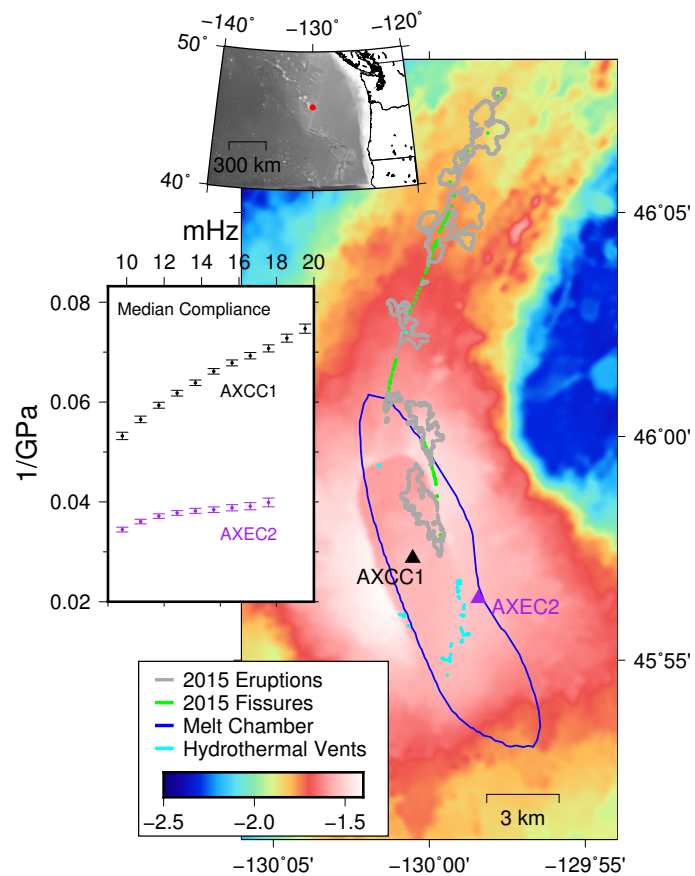 −140˚ −130˚ −120˚
50˚
40˚
300 km
mHz
10 12 14 16 18 20
0.08
0.06
0.04
0.02
1/GPa
Median Compliance
AXCC1
AXEC2
AXCC1
AXEC2
46˚05'
46˚00'
45˚55'
2015 Eruptions
2015 Fissures
Melt Chamber
Hydrothermal Vents
−2.5 −2.0 −1.5
3 km
−130˚05' −130˚00' −129˚55'